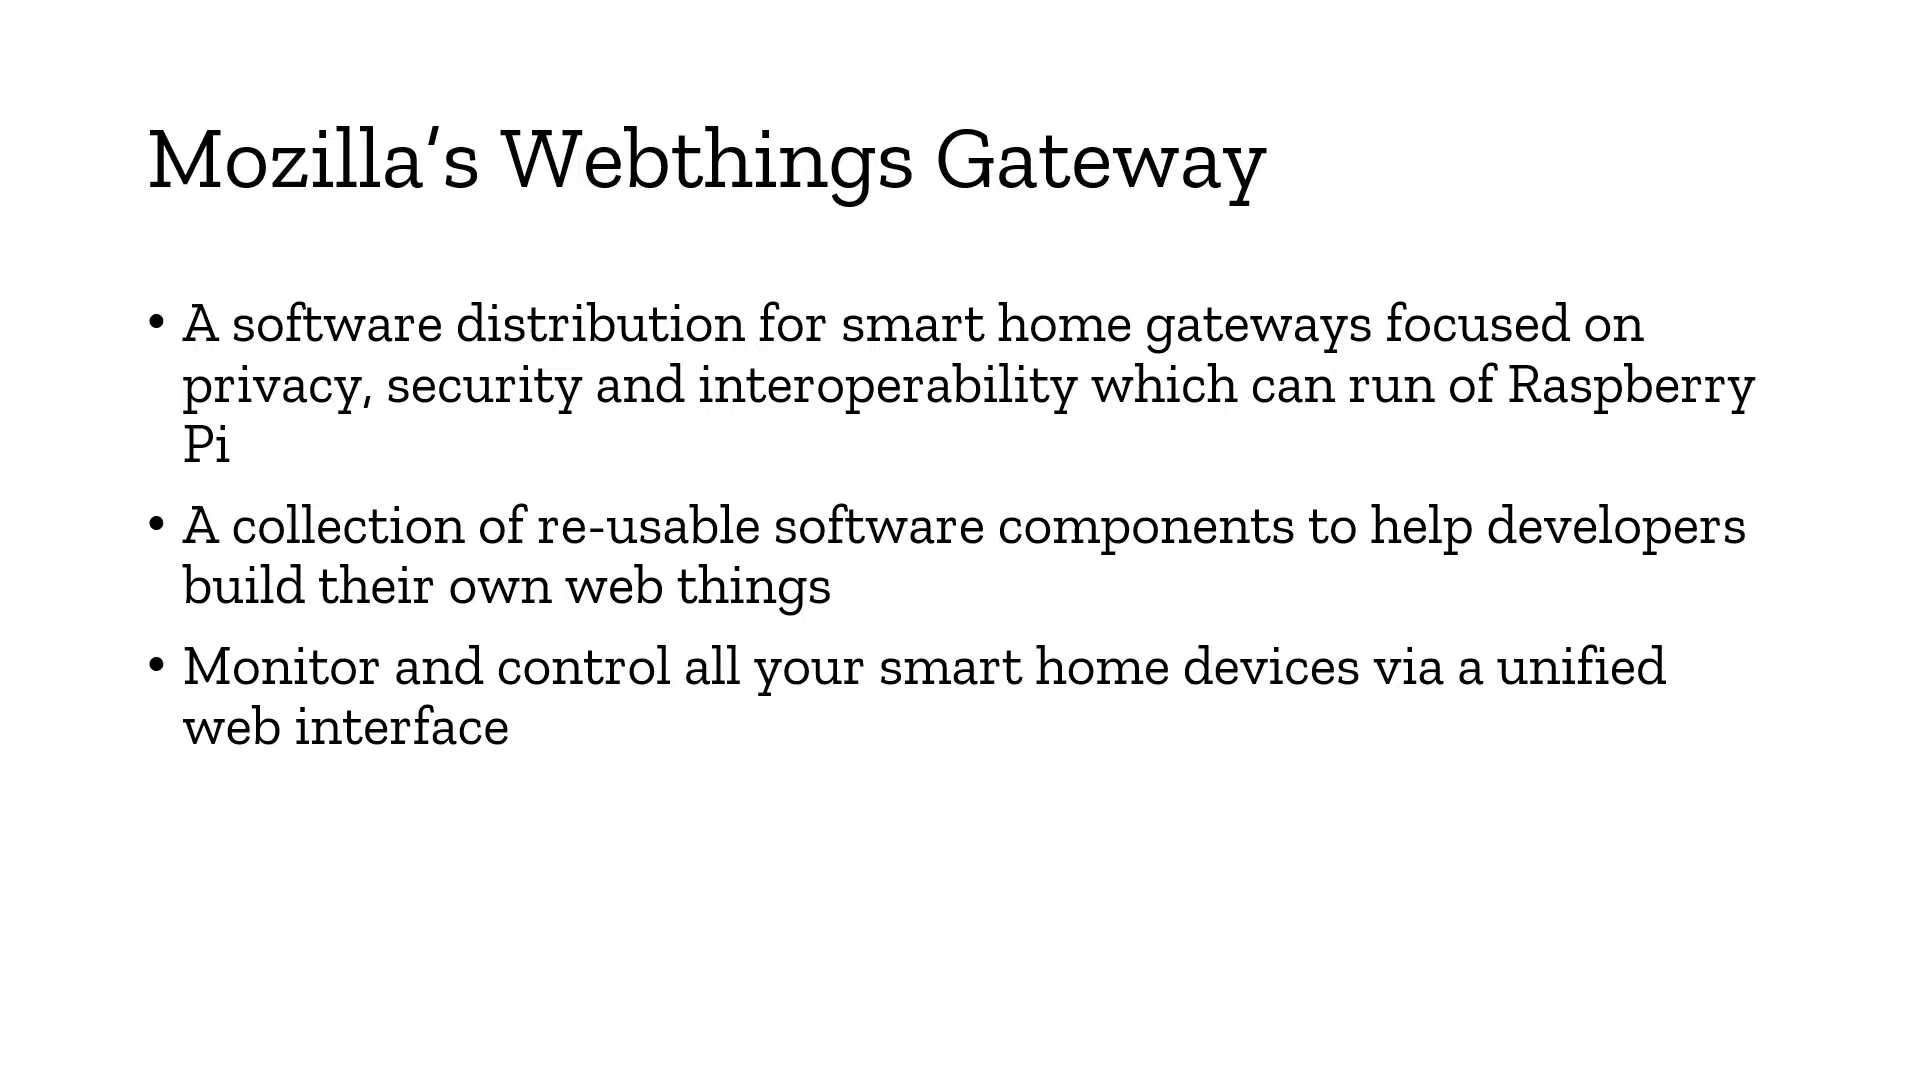 Mozilla‘s Webthings Gateway
• A software distribution for smart home gateways focused on
privacy, security and interoperability which can run of Raspberry
Pi
• A collection of re-usable software components to help developers
build their own web things
• Monitor and control all your smart home devices via a unified
web interface